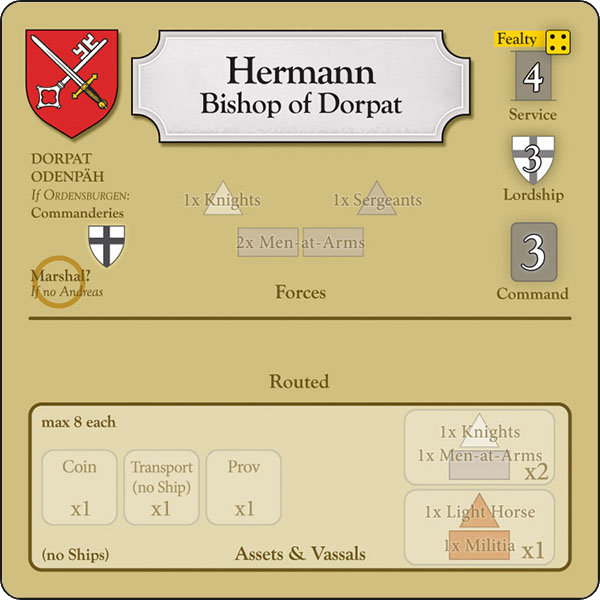 Hermann
Bishop of Dorpat
Fealty
4
Service
3
Lordship
3
Command
DORPAT
ODENPÄH
If ORDENSBURGEN:
Commanderies
Marshal?
If no Andreas
1x Knights
1x Sergeants
2x Men-at-Arms
Forces
Routed
max 8 each
Coin
x1
Transport
(no Ship)
x1
Prov
x1
1x Knights
1x Men-at-Arms
x2
1x Light Horse
1x Militia
x1
(no Ships)
Assets & Vassals